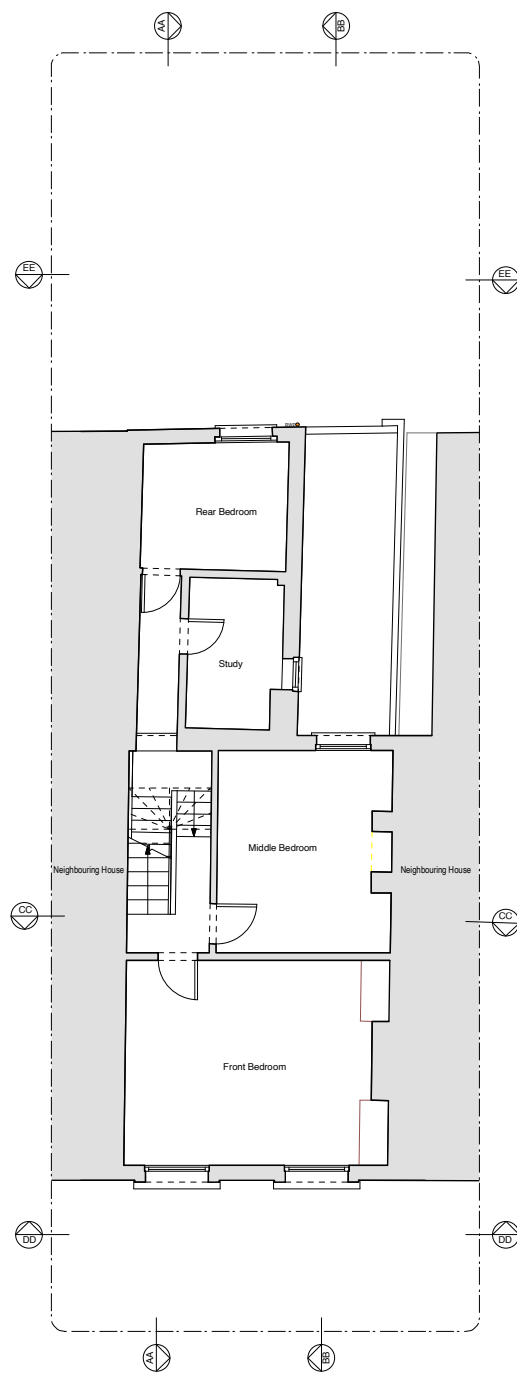 AA
BB
EE
EE
RWP
Rear Bedroom
Study
Middle Bedroom
Neighbouring House
Neighbouring House
CC
CC
Front Bedroom
DD
DD
AA
BB